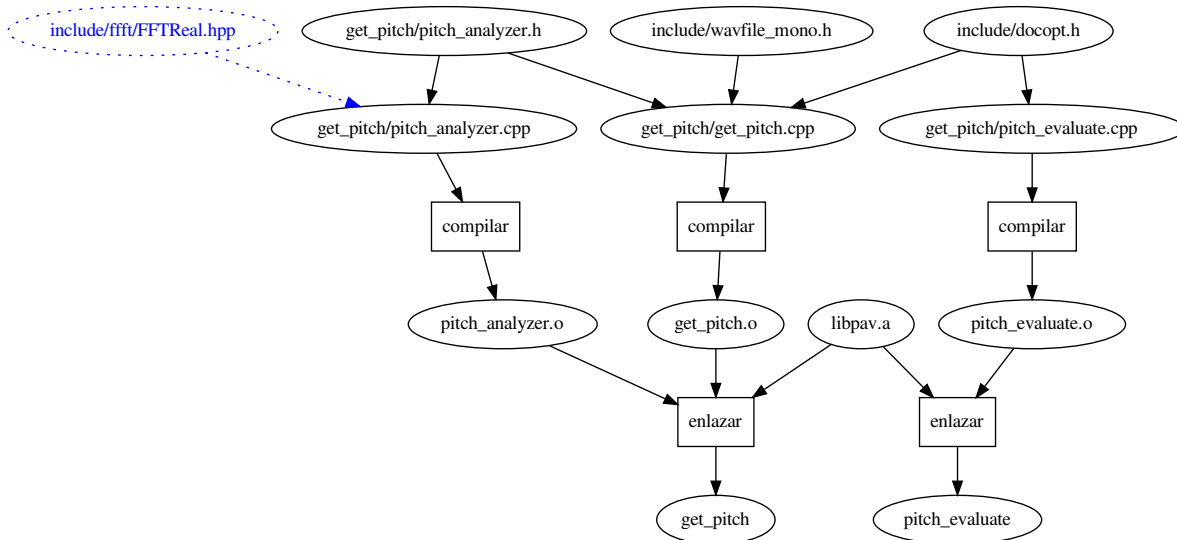 include/ffft/FFTReal.hpp
get_pitch/pitch_analyzer.h
include/wavfile_mono.h
include/docopt.h
get_pitch/pitch_analyzer.cpp
get_pitch/get_pitch.cpp
get_pitch/pitch_evaluate.cpp
compilar
compilar
compilar
pitch_analyzer.o
get_pitch.o
libpav.a
pitch_evaluate.o
enlazar
enlazar
get_pitch
pitch_evaluate